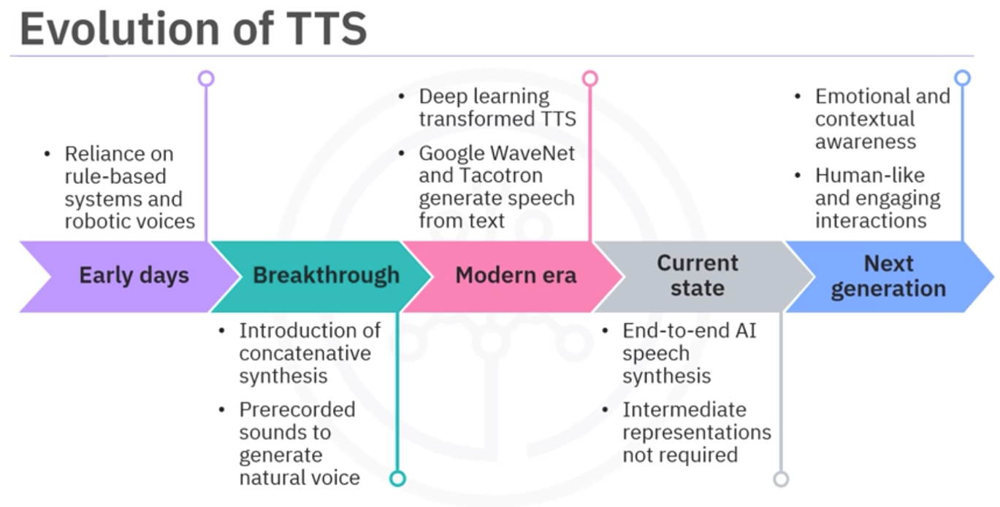 Evolution of TTS
• Reliance on
rule-based
systems and
robotic voices
Early days
Breakthrough
• Introduction of
concatenative
synthesis
• Prerecorded
sounds to
generate
natural voice
• Deep learning
transformed TTS
• Google WaveNet
and Tacotron
generate speech
from text
Modern era
Current
state
• End-to-end AI
speech
synthesis
• Intermediate
representations
not required
• Emotional and
contextual
awareness
• Human-like
and engaging
interactions
Next
generation